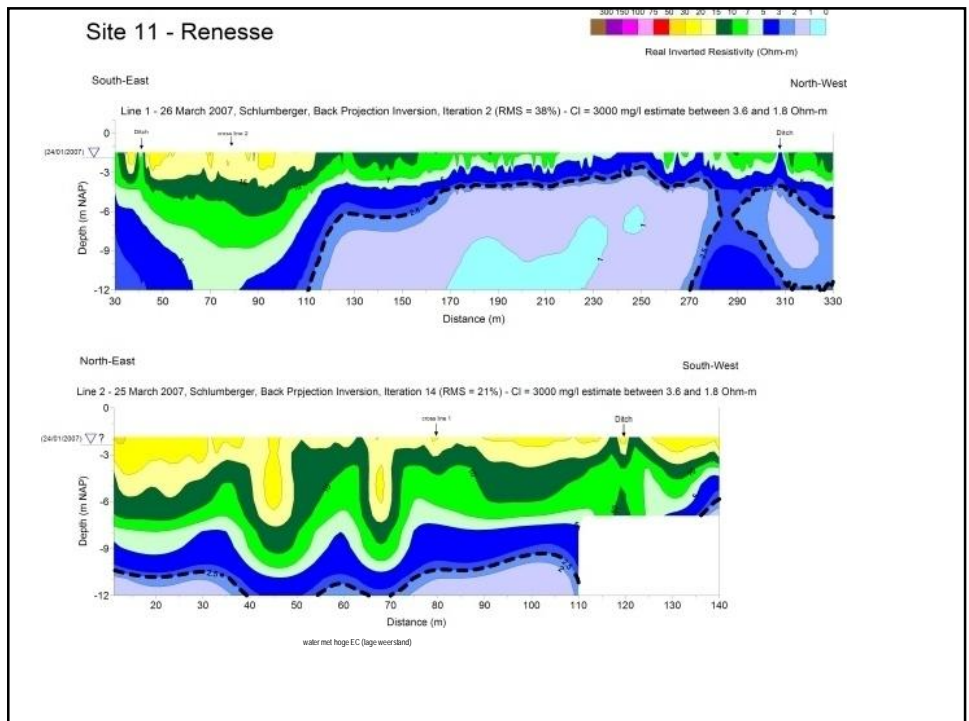 Site 11 - Renesse
300 150 100 75 50 30 20 15 10 7 5 3 2 1 0
Real Inverted Resistivity (Ohm-m)
South-East
North-West
Line 1 - 26 March 2007, Schlumberger, Back Projection Inversion, Iteration 2 (RMS = 38%) - Cl = 3000 mg/l estimate between 3.6 and 1.8 Ohm-m
Ditch
cross line 2
Ditch
(24/01/2007)
Depth (m NAP)
0
-3
-6
-9
-12
30 50 70 90 110 130 150 170 190 210 230 250 270 290 310 330
Distance (m)
North-East
South-West
Line 2 - 25 March 2007, Schlumberger, Back Projection Inversion, Iteration 14 (RMS = 21%) - Cl = 3000 mg/l estimate between 3.6 and 1.8 Ohm-m
cross line 1
Ditch
(24/01/2007) ?
Depth (m NAP)
0
-3
-6
-9
-12
20 30 40 50 60 70 80 90 100 110 120 130 140
Distance (m)
water met hoge EC (lage weerstand)